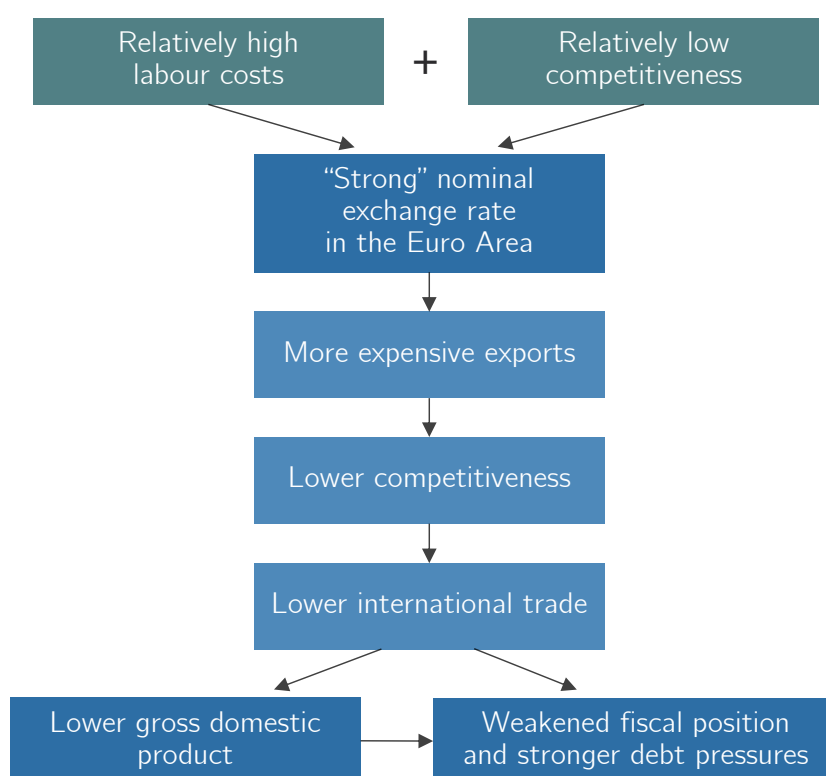 Relatively high
labour costs
+
Relatively low
competitiveness
“Strong” nominal
exchange rate
in the Euro Area
More expensive exports
Lower competitiveness
Lower international trade
Lower gross domestic
product
Weakened fiscal position
and stronger debt pressures